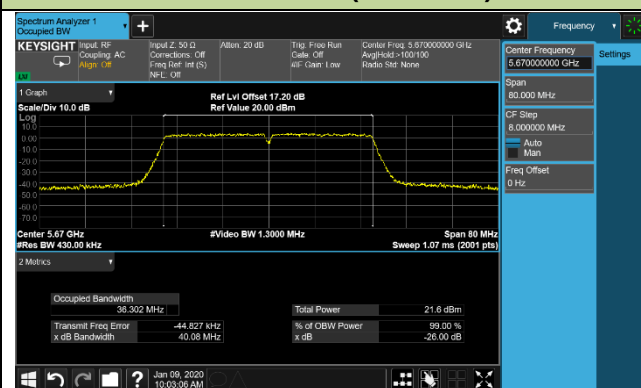 Spectrum Analyzer 1
Occupied BW
Frequency
KEYSIGHT
Input: RF
Coupling: AC
Align: Off
Input Z: 50 Ω
Corrections: Off
Freq Ref: Int (S)
NFE: Off
Atten: 20 dB
Trig: Free Run
Gate: Off
#IF Gain: Low
Center Freq: 5.670000000 GHz
Avg|Hold:>100/100
Radio Std: None
Center Frequency
5.670000000 GHz
Settings
Span
80.000 MHz
CF Step
8.000000 MHz
Auto
Man
Freq Offset
0 Hz
1 Graph
Scale/Div 10.0 dB
Ref Lvl Offset 17.20 dB
Ref Value 20.00 dBm
Log
10.0
0.00
-10.0
-20.0
-30.0
-40.0
-50.0
-60.0
-70.0
Center 5.67 GHz
#Video BW 1.3000 MHz
Span 80 MHz
#Res BW 430.00 kHz
Sweep 1.07 ms (2001 pts)
2 Metrics
Occupied Bandwidth
36.302 MHz
Total Power
21.6 dBm
Transmit Freq Error
-44.827 kHz
% of OBW Power
99.00 %
x dB Bandwidth
40.08 MHz
x dB
-26.00 dB
Jan 09, 2020
10:03:06 AM